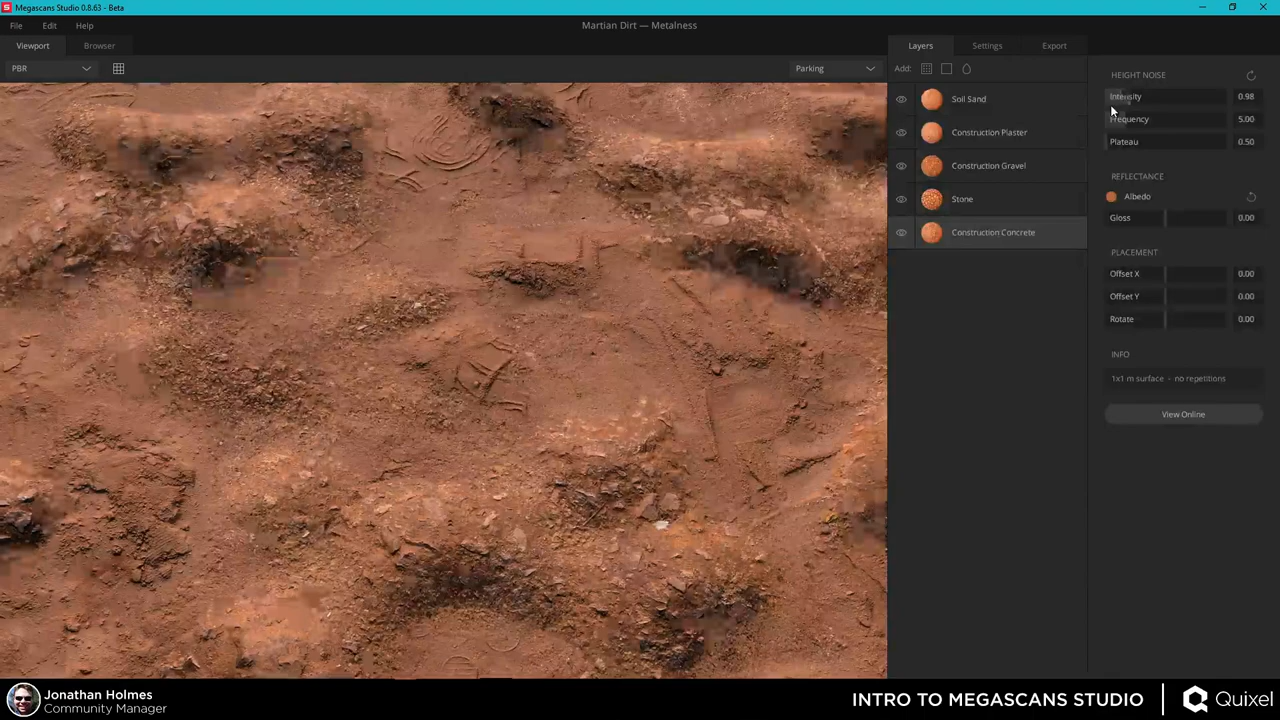 Megascans Studio 0.8.63 - Beta
File Edit Help
Martian Dirt — Metalness
Viewport Browser
Layers Settings Export
PBR
Parking
Add:
Soil Sand
Construction Plaster
Construction Gravel
Stone
Construction Concrete
HEIGHT NOISE
Intensity 0.98
Frequency 5.00
Plateau 0.50
REFLECTANCE
Albedo
Gloss 0.00
PLACEMENT
Offset X 0.00
Offset Y 0.00
Rotate 0.00
INFO
1x1 m surface - no repetitions
View Online
Jonathan Holmes
Community Manager
INTRO TO MEGASCANS STUDIO
Quixel